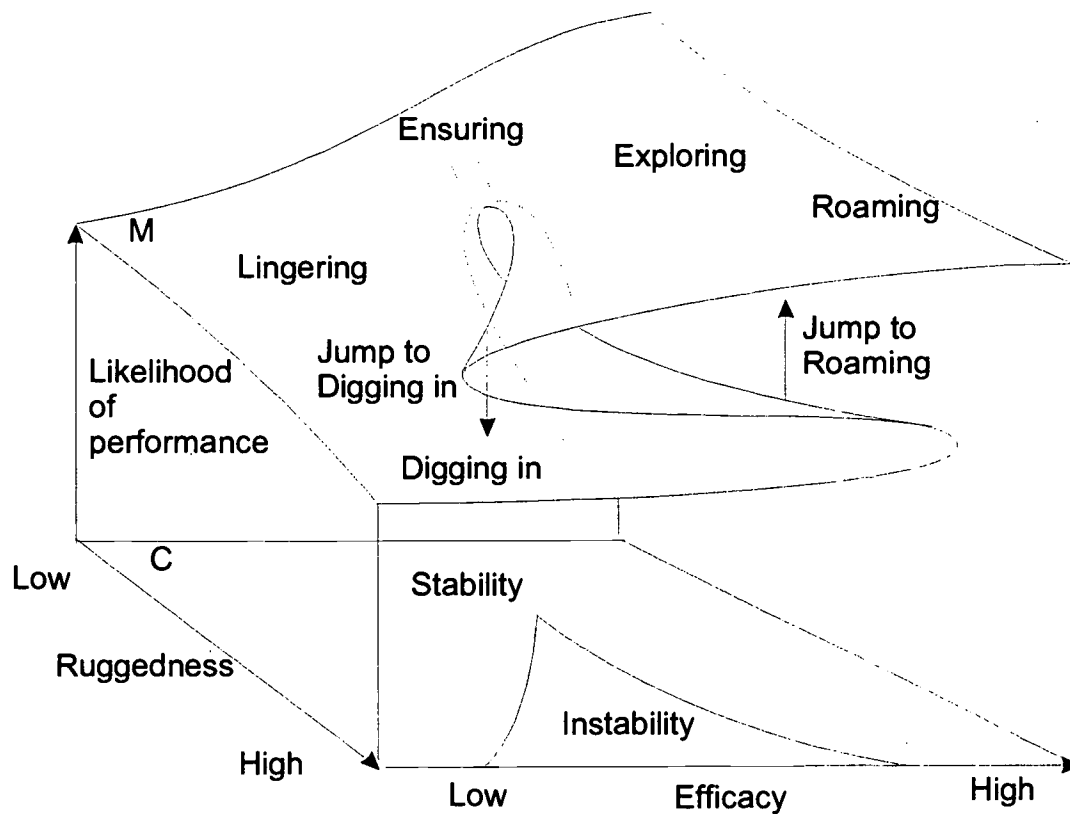 Ensuring
Exploring
Roaming
M
Lingering
Jump to
Digging in
Jump to
Roaming
Likelihood
of
performance
Digging in
C
Low
Stability
Ruggedness
Instability
High
Low
Efficacy
High